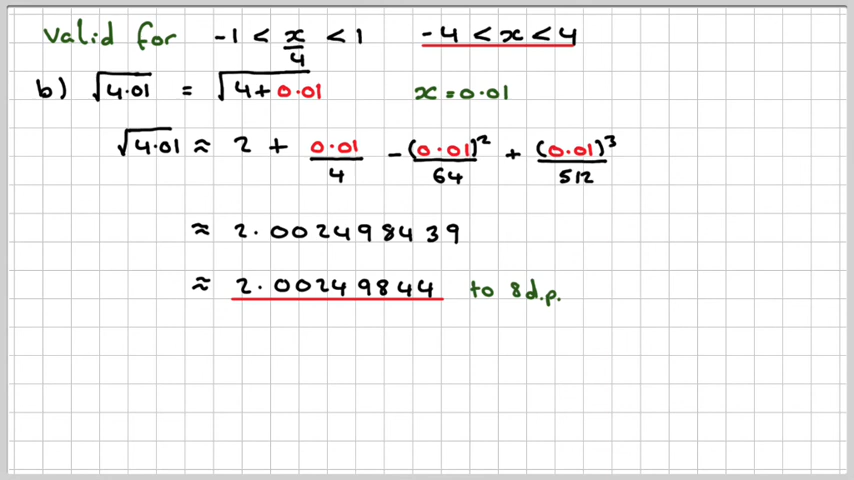 Valid for -1 < x/4 < 1 -4 < x < 4
b) √4·01 = √4+0·01 x = 0·01
√4·01 ≈ 2 + 0·01/4 - (0·01)²/64 + (0·01)³/512
≈ 2·002498439
≈ 2·00249844 to 8d.p.